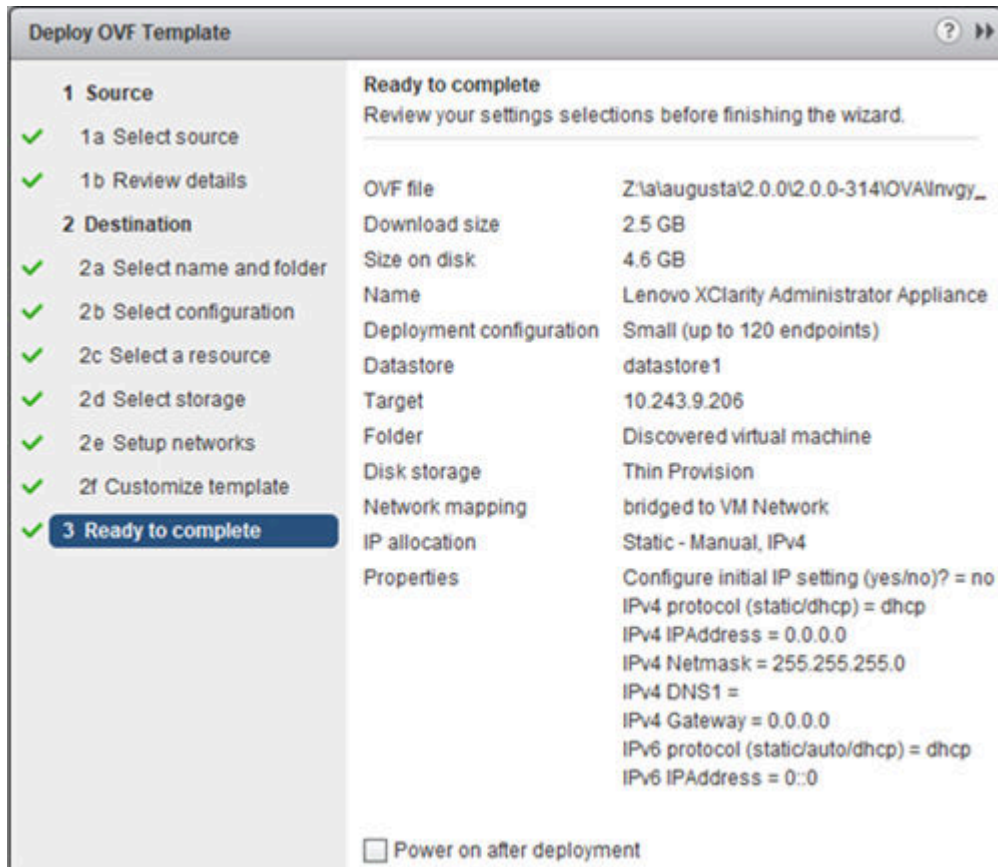 Deploy OVF Template
1 Source
1a Select source
1b Review details
2 Destination
2a Select name and folder
2b Select configuration
2c Select a resource
2d Select storage
2e Setup networks
2f Customize template
3 Ready to complete
Ready to complete
Review your settings selections before finishing the wizard.
OVF file Z:\a\augusta\2.0.0\2.0.0-314\OVA\lnvgy_
Download size 2.5 GB
Size on disk 4.6 GB
Name Lenovo XClarity Administrator Appliance
Deployment configuration Small (up to 120 endpoints)
Datastore datastore1
Target 10.243.9.206
Folder Discovered virtual machine
Disk storage Thin Provision
Network mapping bridged to VM Network
IP allocation Static - Manual, IPv4
Properties Configure initial IP setting (yes/no)? = no
IPv4 protocol (static/dhcp) = dhcp
IPv4 IPAddress = 0.0.0.0
IPv4 Netmask = 255.255.255.0
IPv4 DNS1 =
IPv4 Gateway = 0.0.0.0
IPv6 protocol (static/auto/dhcp) = dhcp
IPv6 IPAddress = 0::0
Power on after deployment